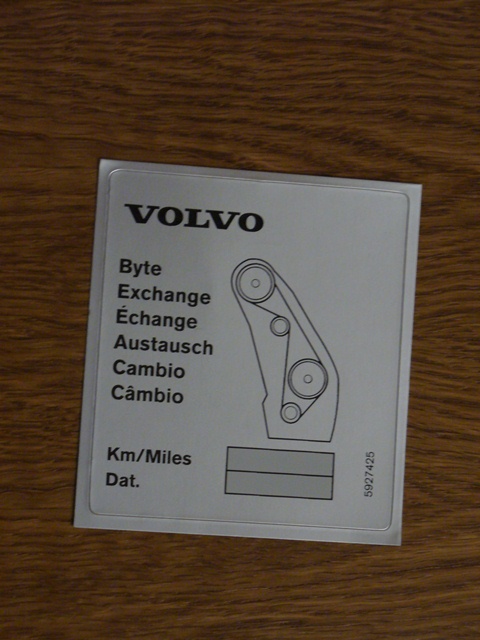 VOLVO
Byte
Exchange
Échange
Austausch
Cambio
Câmbio
Km/Miles
Dat.
5927425